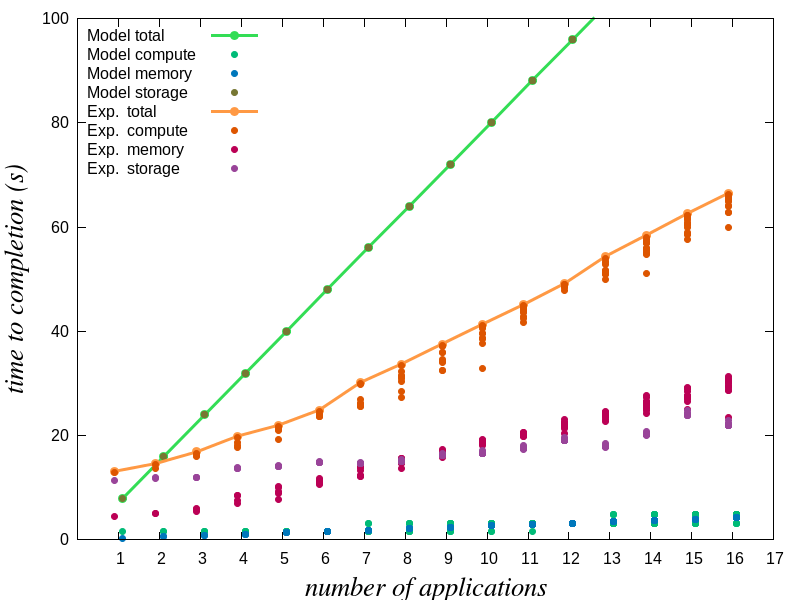 100
80
60
40
20
0
time to completion (s)
Model total
Model compute
Model memory
Model storage
Exp. total
Exp. compute
Exp. memory
Exp. storage
1 2 3 4 5 6 7 8 9 10 11 12 13 14 15 16 17
number of applications